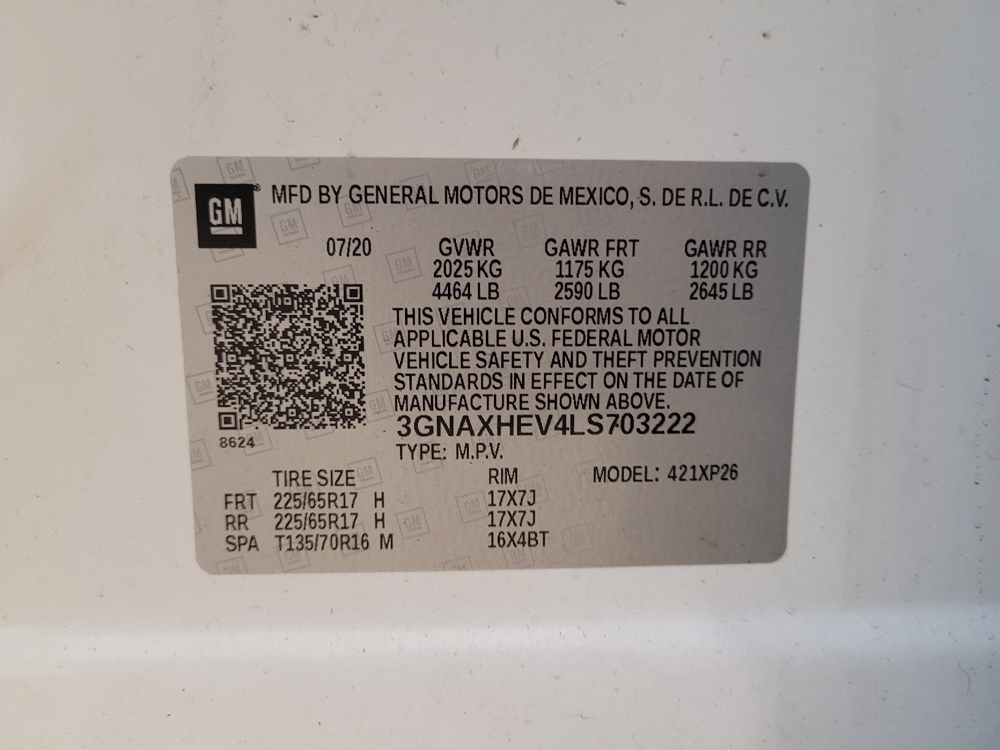 GM® MFD BY GENERAL MOTORS DE MEXICO, S. DE R.L. DE C.V.
07/20 GVWR GAWR FRT GAWR RR
2025 KG 1175 KG 1200 KG
4464 LB 2590 LB 2645 LB
THIS VEHICLE CONFORMS TO ALL
APPLICABLE U.S. FEDERAL MOTOR
VEHICLE SAFETY AND THEFT PREVENTION
STANDARDS IN EFFECT ON THE DATE OF
MANUFACTURE SHOWN ABOVE.
3GNAXHEV4LS703222
8624
TYPE: M.P.V.
TIRE SIZE RIM MODEL: 421XP26
FRT 225/65R17 H 17X7J
RR 225/65R17 H 17X7J
SPA T135/70R16 M 16X4BT